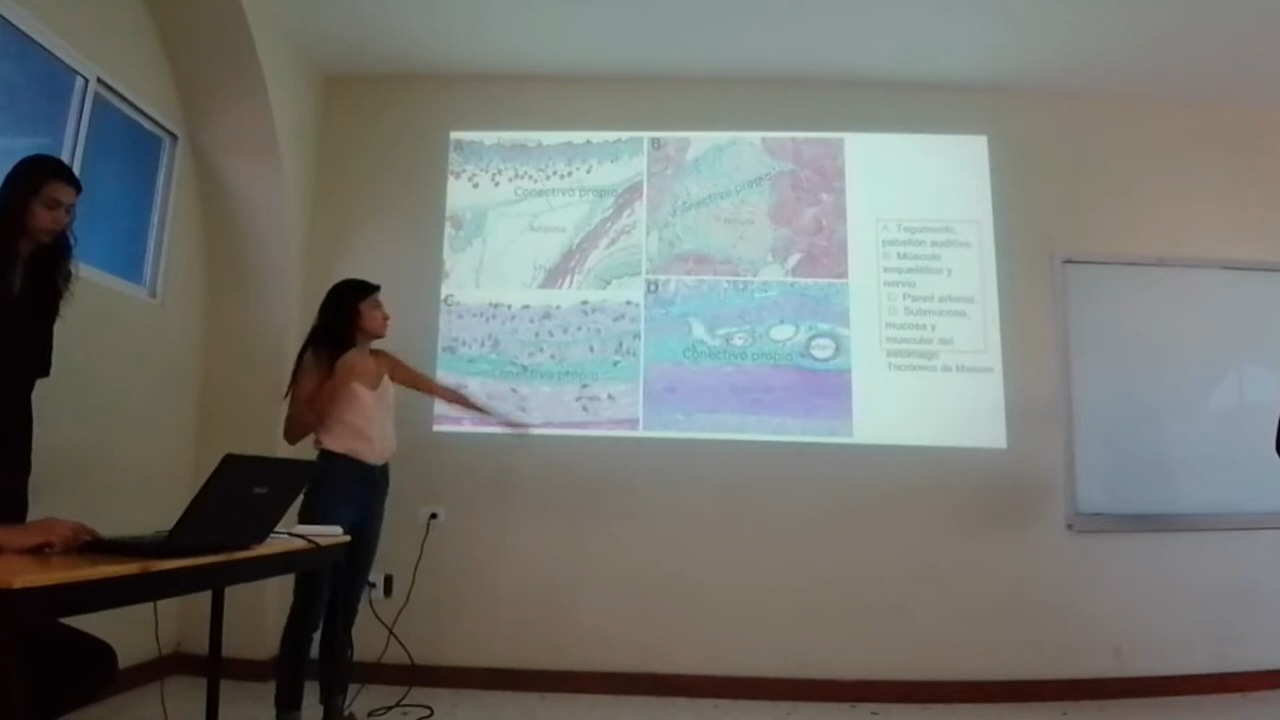 A
Conectivo propio
Adiposo
B
Conectivo propio
C
Conectivo propio
D
Conectivo propio
A: Tegumento,
pabellón auditivo.
B: Músculo
esquelético y
nervio.
C: Pared arterial.
D: Submucosa,
mucosa y
muscular del
estómago
Tricrómico de Masson